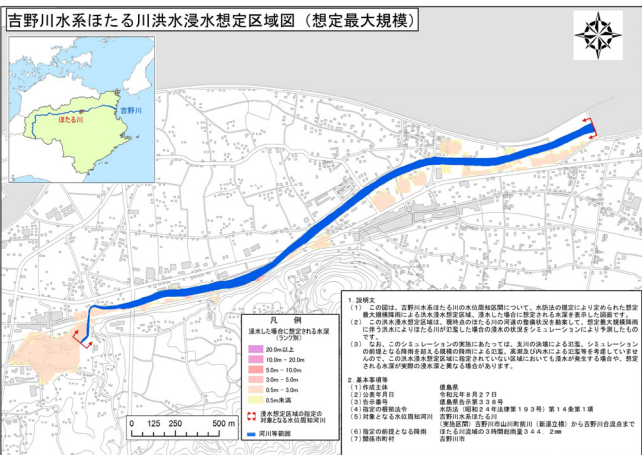 吉野川水系ほたる川洪水浸水想定区域図（想定最大規模）
吉野川
ほたる川
0 125 250 500 m
凡 例
浸水した場合に想定される水深
（ランク別）
20.0m以上
10.0m - 20.0m
5.0m - 10.0m
3.0m - 5.0m
0.5m - 3.0m
0.5m未満
浸水想定区域の指定の
対象となる水位周知河川
河川等範囲
1. 説明文
（1） この図は、吉野川水系ほたる川の水位周知区間について、水防法の規定により定められた想定
最大規模降雨による洪水浸水想定区域、浸水した場合に想定される水深を表示した図面です。
（2） この洪水浸水想定区域は、現時点のほたる川の河道の整備状況を勘案して、想定最大規模降雨
に伴う洪水によりほたる川が氾濫した場合の浸水の状況をシミュレーションにより予測したもの
です。
（3） なお、このシミュレーションの実施にあたっては、支川の決壊による氾濫、シミュレーション
の前提となる降雨を超える規模の降雨による氾濫、高潮及び内水による氾濫等を考慮していませ
んので、この洪水浸水想定区域に指定されていない区域においても浸水が発生する場合や、想定
される水深が実際の浸水深と異なる場合があります。
2. 基本事項等
（1）作成主体 徳島県
（2）公表年月日 令和元年８月２７日
（3）告示番号 徳島県告示第３３８号
（4）指定の根拠法令 水防法（昭和２４年法律第１９３号）第１４条第１項
（5）対象となる水位周知河川 吉野川水系ほたる川
（実施区間）吉野川市山川町前川（新湯立橋）から吉野川合流点まで
（6）指定の前提となる降雨 ほたる川流域の３時間総雨量３４４．２mm
（7）関係市町村 吉野川市